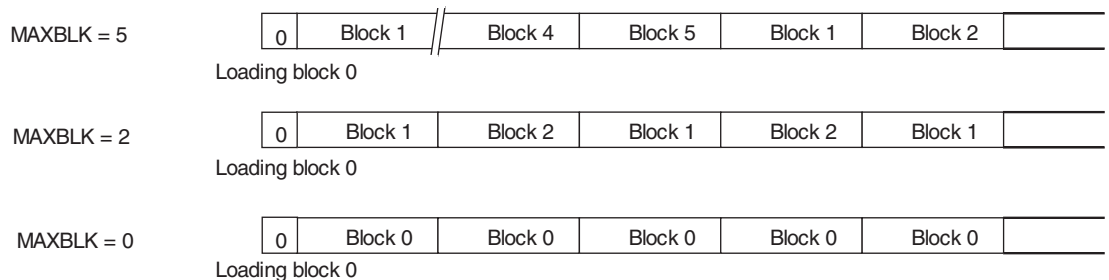 MAXBLK = 5 0 Block 1 Block 4 Block 5 Block 1 Block 2
Loading block 0
MAXBLK = 2 0 Block 1 Block 2 Block 1 Block 2 Block 1
Loading block 0
MAXBLK = 0 0 Block 0 Block 0 Block 0 Block 0 Block 0
Loading block 0